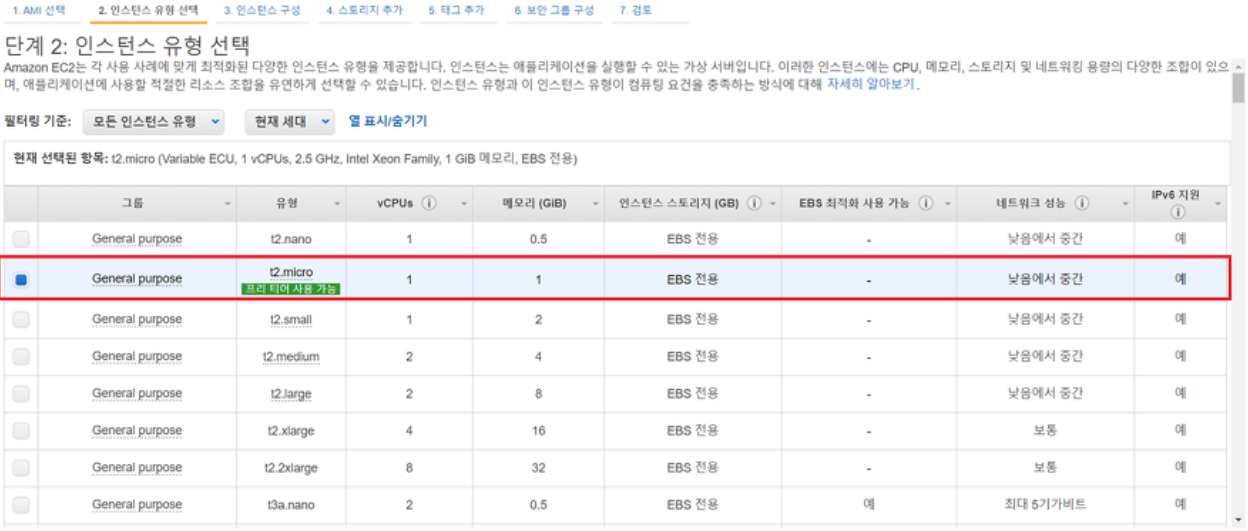 1. AMI 선택 2. 인스턴스 유형 선택 3. 인스턴스 구성 4. 스토리지 추가 5. 태그 추가 6. 보안 그룹 구성 7. 검토
단계 2: 인스턴스 유형 선택
Amazon EC2는 각 사용 사례에 맞게 최적화된 다양한 인스턴스 유형을 제공합니다. 인스턴스는 애플리케이션을 실행할 수 있는 가상 서버입니다. 이러한 인스턴스에는 CPU, 메모리, 스토리지 및 네트워킹 용량의 다양한 조합이 있으
며, 애플리케이션에 사용할 적절한 리소스 조합을 유연하게 선택할 수 있습니다. 인스턴스 유형과 이 인스턴스 유형이 컴퓨팅 요건을 충족하는 방식에 대해 자세히 알아보기.
필터링 기준: 모든 인스턴스 유형 현재 세대 열 표시/숨기기
현재 선택된 항목: t2.micro (Variable ECU, 1 vCPUs, 2.5 GHz, Intel Xeon Family, 1 GiB 메모리, EBS 전용)
그룹 유형 vCPUs 메모리 (GiB) 인스턴스 스토리지 (GB) EBS 최적화 사용 가능 네트워크 성능 IPv6 지원
General purpose t2.nano 1 0.5 EBS 전용 - 낮음에서 중간 예
General purpose t2.micro 프리 티어 사용 가능 1 1 EBS 전용 - 낮음에서 중간 예
General purpose t2.small 1 2 EBS 전용 - 낮음에서 중간 예
General purpose t2.medium 2 4 EBS 전용 - 낮음에서 중간 예
General purpose t2.large 2 8 EBS 전용 - 낮음에서 중간 예
General purpose t2.xlarge 4 16 EBS 전용 - 보통 예
General purpose t2.2xlarge 8 32 EBS 전용 - 보통 예
General purpose t3a.nano 2 0.5 EBS 전용 예 최대 5기가비트 예